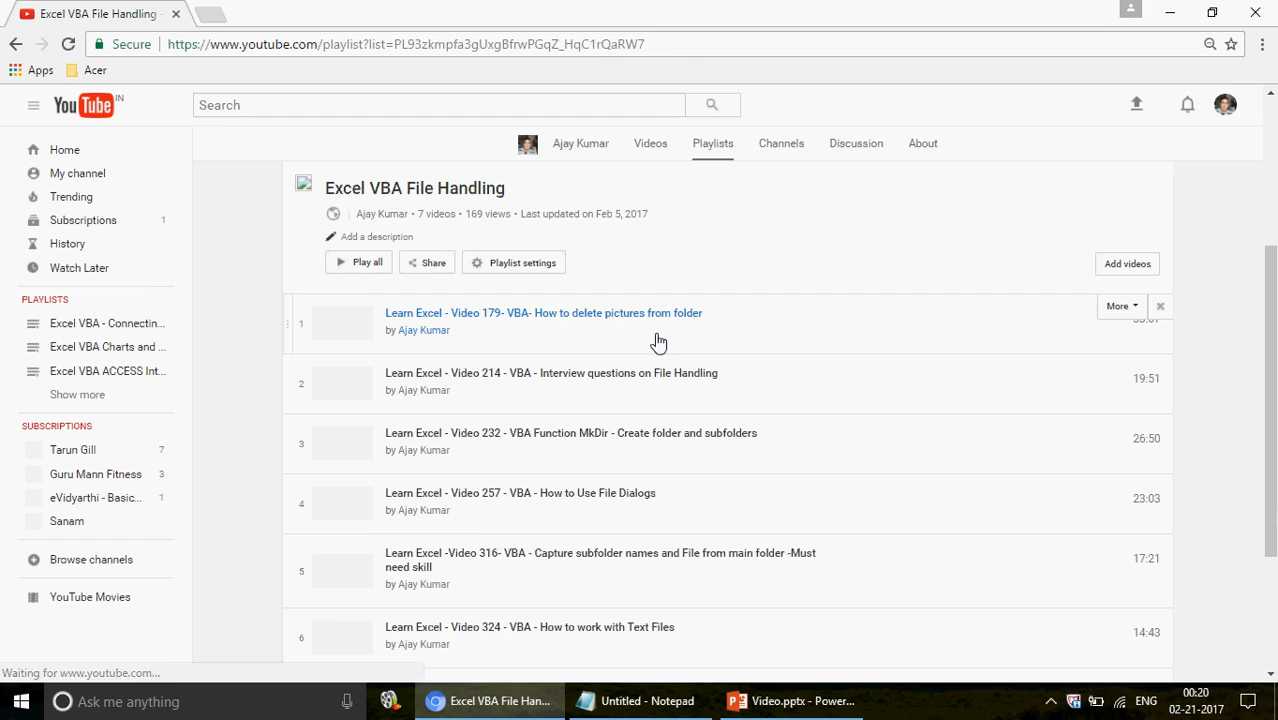 Excel VBA File Handling
Secure https://www.youtube.com/playlist?list=PL93zkmpfa3gUxgBfrwPGqZ_HqC1rQaRW7
Apps Acer
YouTube IN
Search
Ajay Kumar Videos Playlists Channels Discussion About
Home
My channel
Trending
Subscriptions 1
History
Watch Later
PLAYLISTS
Excel VBA - Connectin...
Excel VBA Charts and ...
Excel VBA ACCESS Int...
Show more
SUBSCRIPTIONS
Tarun Gill 7
Guru Mann Fitness 3
eVidyarthi - Basic... 1
Sanam
Browse channels
YouTube Movies
Excel VBA File Handling
Ajay Kumar • 7 videos • 169 views • Last updated on Feb 5, 2017
Add a description
Play all Share Playlist settings
Add videos
1 Learn Excel - Video 179- VBA- How to delete pictures from folder
by Ajay Kumar
More
2 Learn Excel - Video 214 - VBA - Interview questions on File Handling
by Ajay Kumar
19:51
3 Learn Excel - Video 232 - VBA Function MkDir - Create folder and subfolders
by Ajay Kumar
26:50
4 Learn Excel - Video 257 - VBA - How to Use File Dialogs
by Ajay Kumar
23:03
5 Learn Excel -Video 316- VBA - Capture subfolder names and File from main folder -Must
need skill
by Ajay Kumar
17:21
6 Learn Excel - Video 324 - VBA - How to work with Text Files
by Ajay Kumar
14:43
Waiting for www.youtube.com...
Ask me anything
Excel VBA File Han...
Untitled - Notepad
Video.pptx - Power...
ENG
00:20
02-21-2017